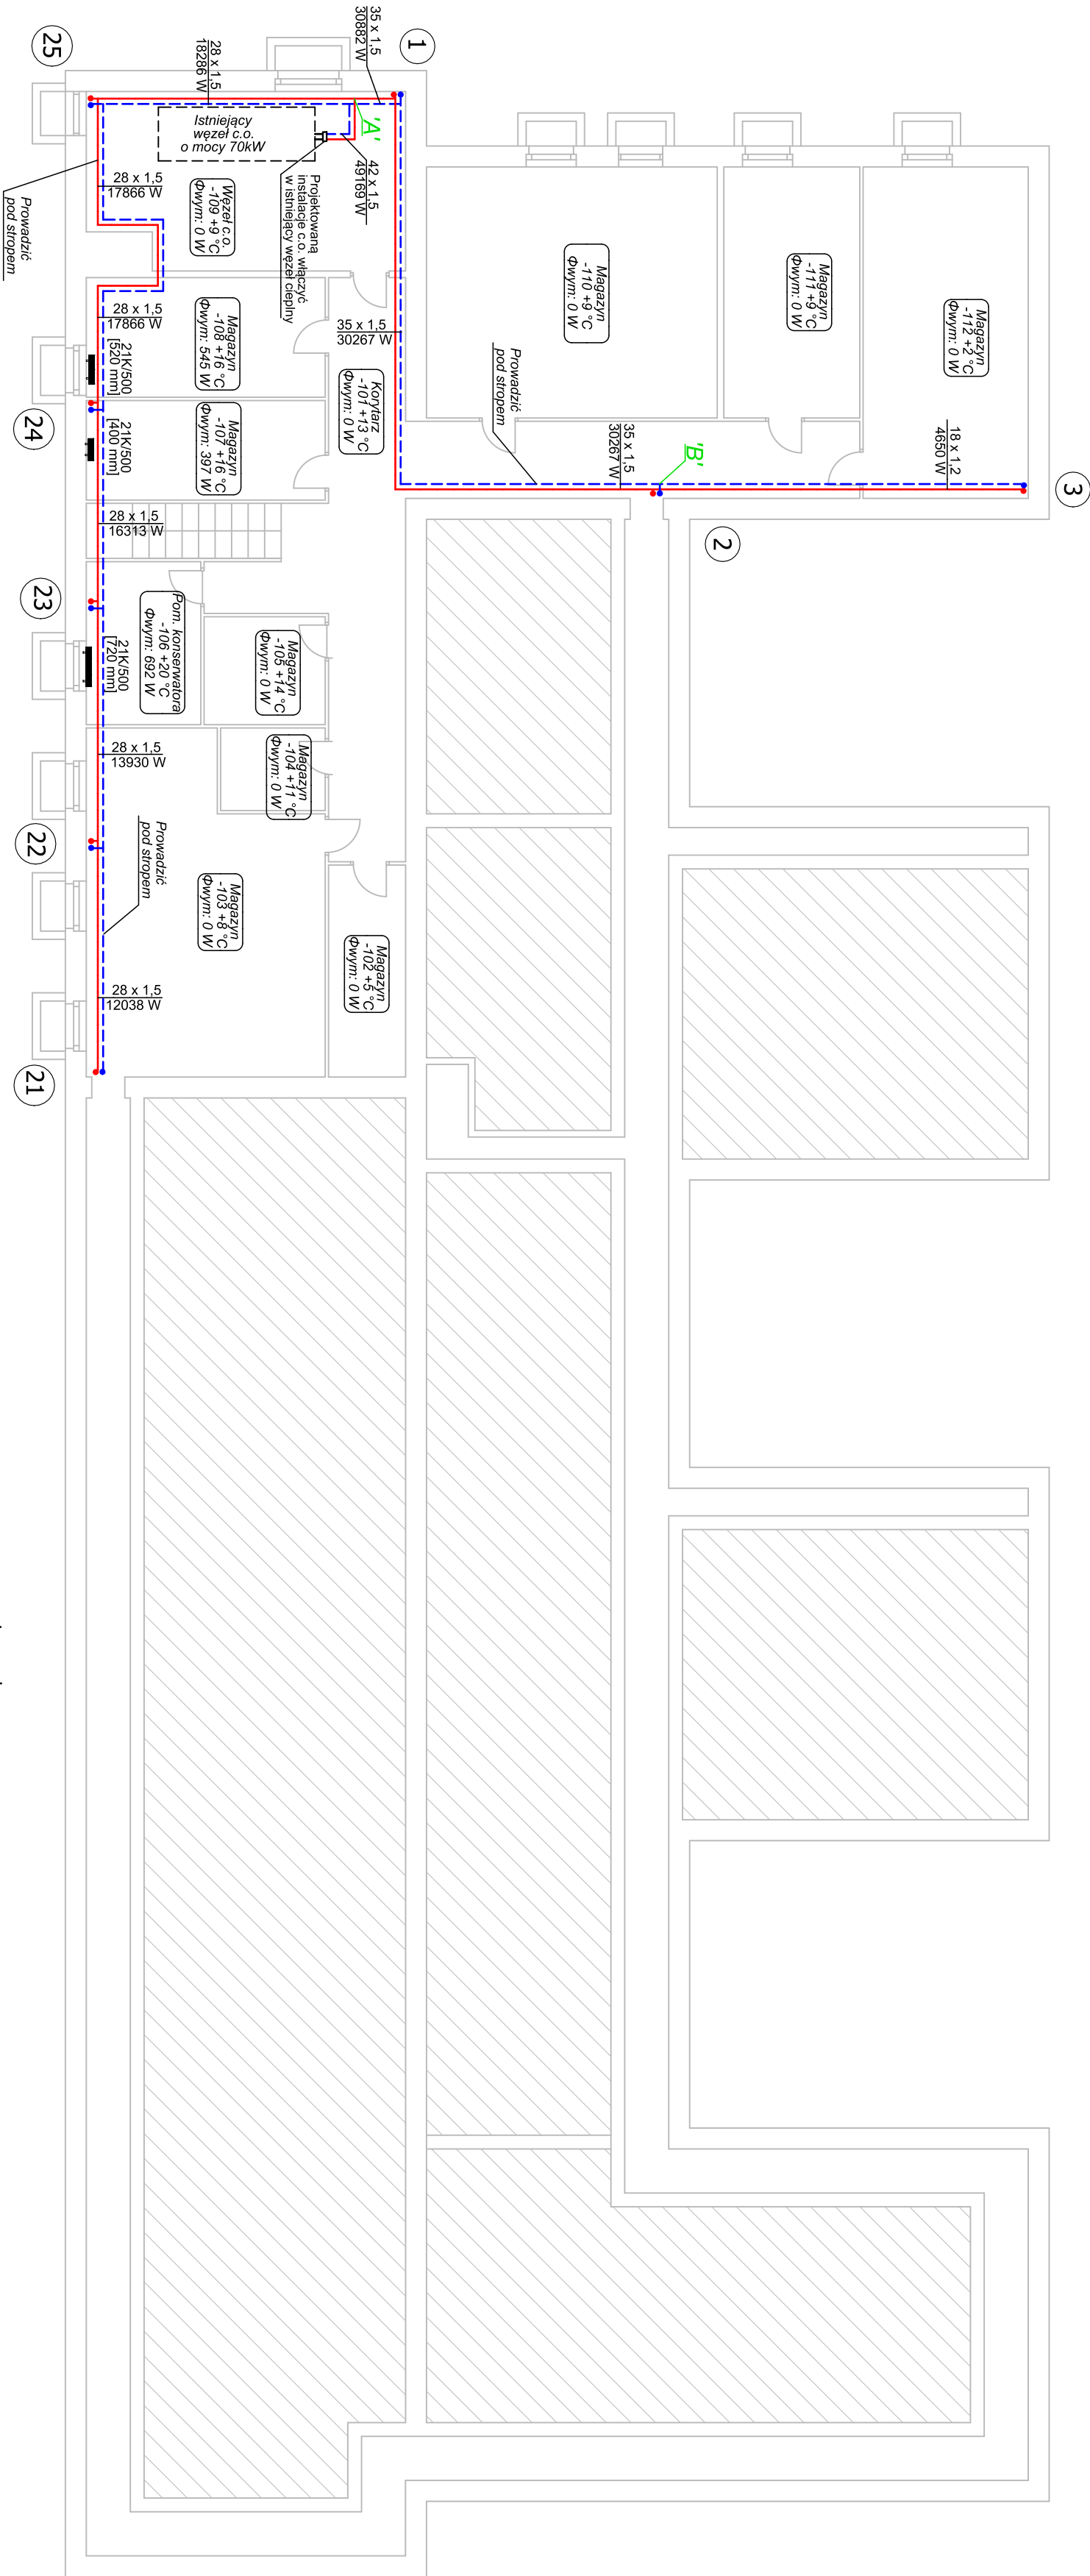 1
35 x 1,5
30882 W
25
28 x 1,5
18286 W
'A'
Istniejący
węzeł c.o.
o mocy 70kW
42 x 1,5
49169 W
28 x 1,5
17866 W
Węzeł c.o.
-109 +9 °C
Φwym: 0 W
Projektowaną
instalacje c.o. włączyć
w istniejący węzeł cieplny
Prowadzić
pod stropem
Magazyn
-110 +9 °C
Φwym: 0 W
Magazyn
-111 +9 °C
Φwym: 0 W
Magazyn
-112 +2 °C
Φwym: 0 W
28 x 1,5
17866 W
Magazyn
-108 +16 °C
Φwym: 545 W
35 x 1,5
30267 W
Prowadzić
pod stropem
21K/500
[520 mm]
Korytarz
-101 +13 °C
Φwym: 0 W
24
21K/500
[400 mm]
Magazyn
-107 +16 °C
Φwym: 397 W
35 x 1,5
30267 W
'B'
18 x 1,2
4650 W
3
2
28 x 1,5
16313 W
23
Pom. konserwatora
-106 +20 °C
Φwym: 692 W
21K/500
[720 mm]
Magazyn
-105 +14 °C
Φwym: 0 W
28 x 1,5
13930 W
Magazyn
-104 +11 °C
Φwym: 0 W
22
Prowadzić
pod stropem
Magazyn
-103 +8 °C
Φwym: 0 W
Magazyn
-102 +5 °C
Φwym: 0 W
28 x 1,5
12038 W
21